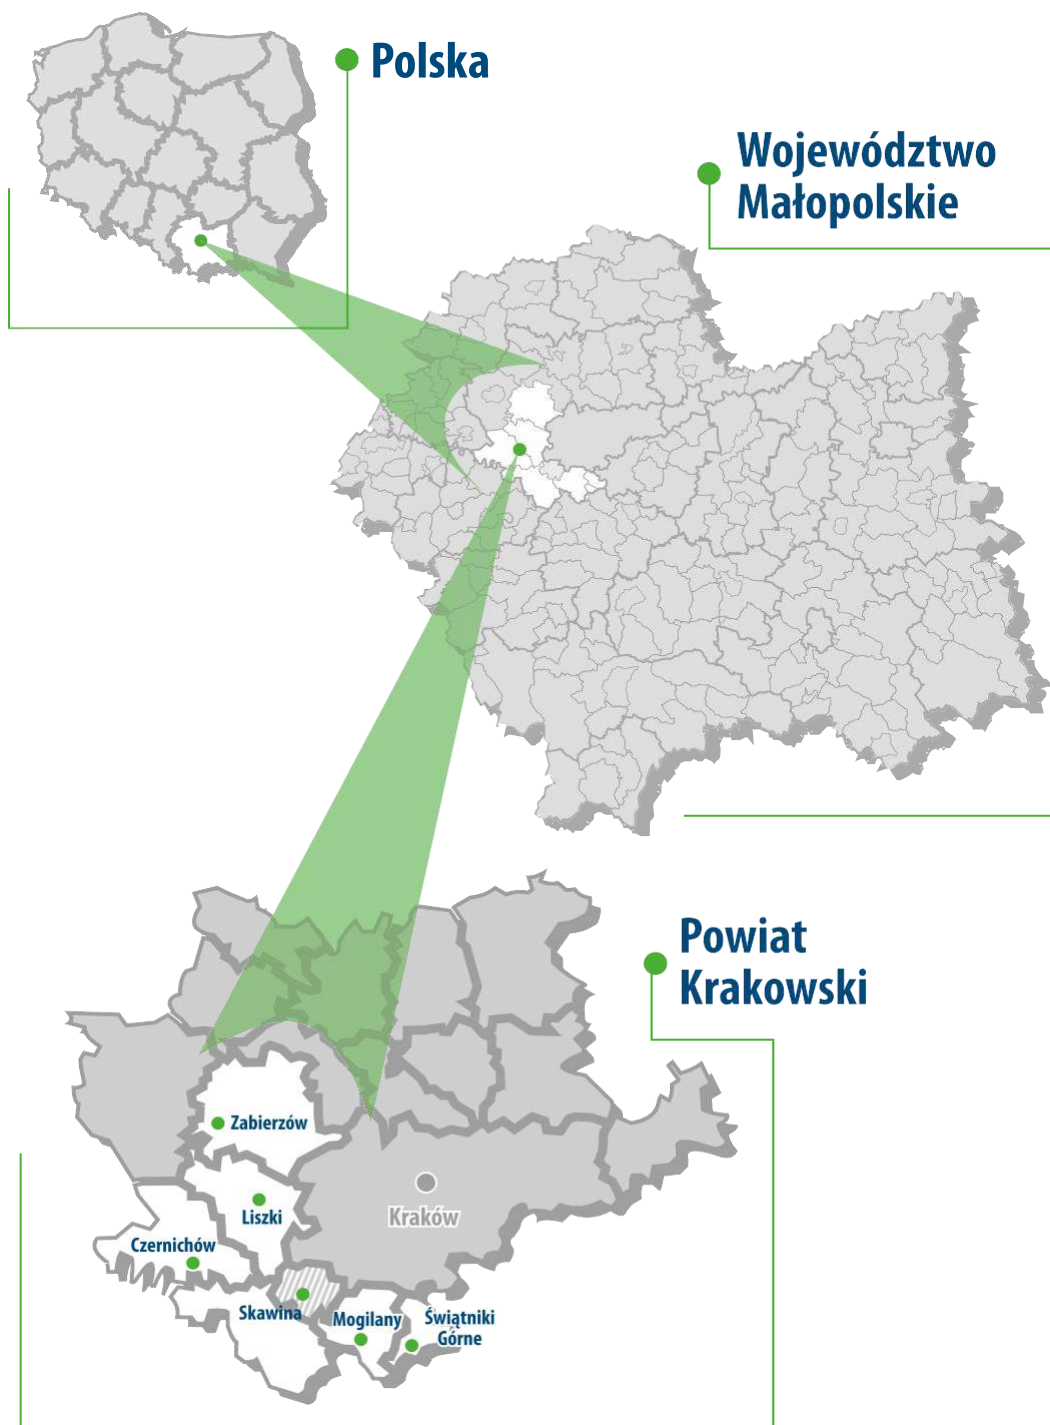 Polska
Województwo
Małopolskie
Powiat
Krakowski
Zabierzów
Liszki
Kraków
Czernichów
Skawina
Mogilany
Świątniki
Górne